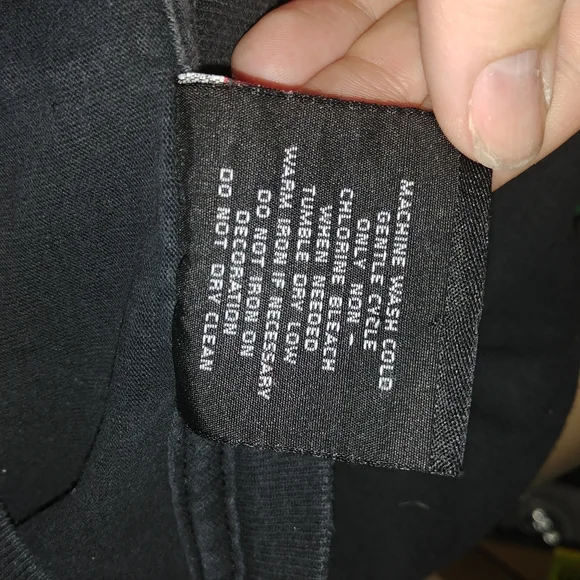 MACHINE WASH COLD
GENTLE CYCLE
ONLY NON-
CHLORINE BLEACH
WHEN NEEDED
TUMBLE DRY LOW
WARM IRON IF NECESSARY
DO NOT IRON ON
DECORATION
DO NOT DRY CLEAN